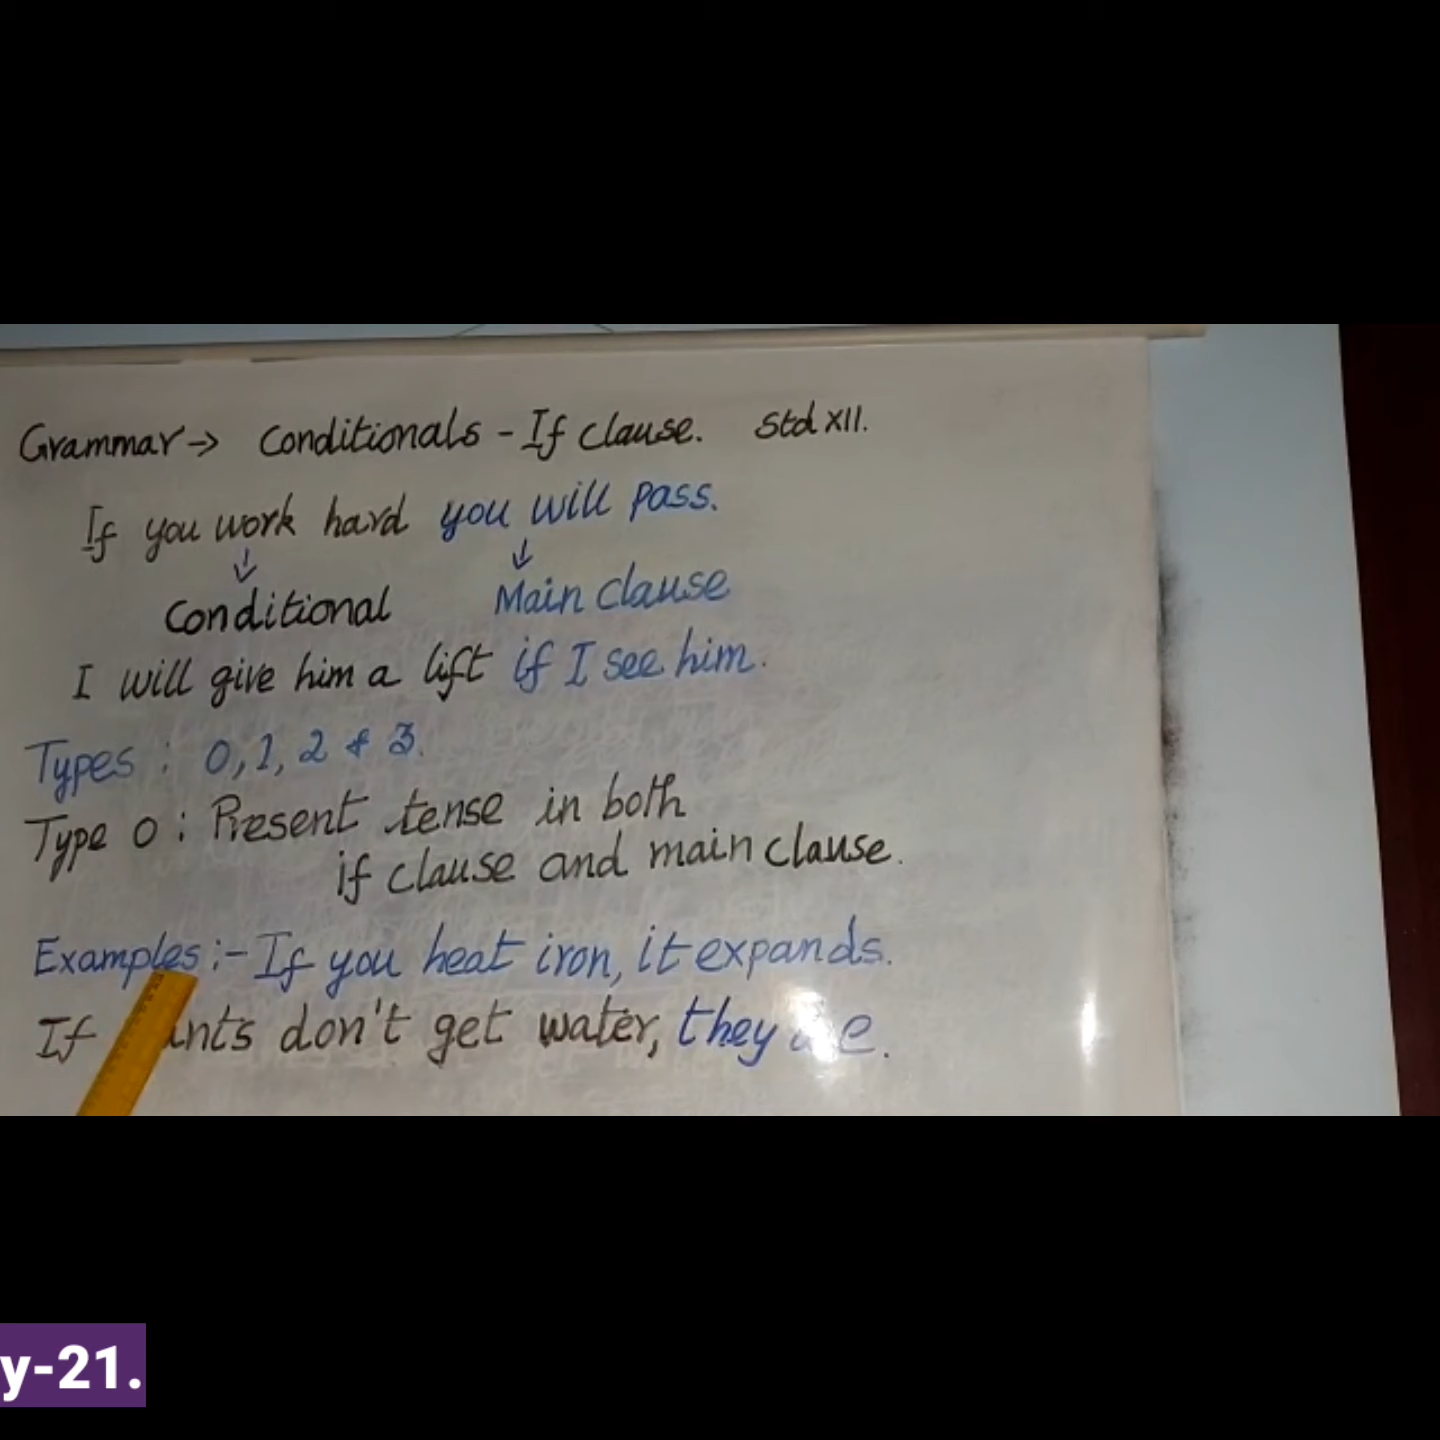 Grammar → Conditionals - If clause. Std XII.
If you work hard you will pass.
↓ ↓
Conditional Main clause
I will give him a lift if I see him.
Types : 0, 1, 2 & 3.
Type 0 : Present tense in both
if clause and main clause.
Examples :- If you heat iron, it expands.
If don't get water, they
y-21.